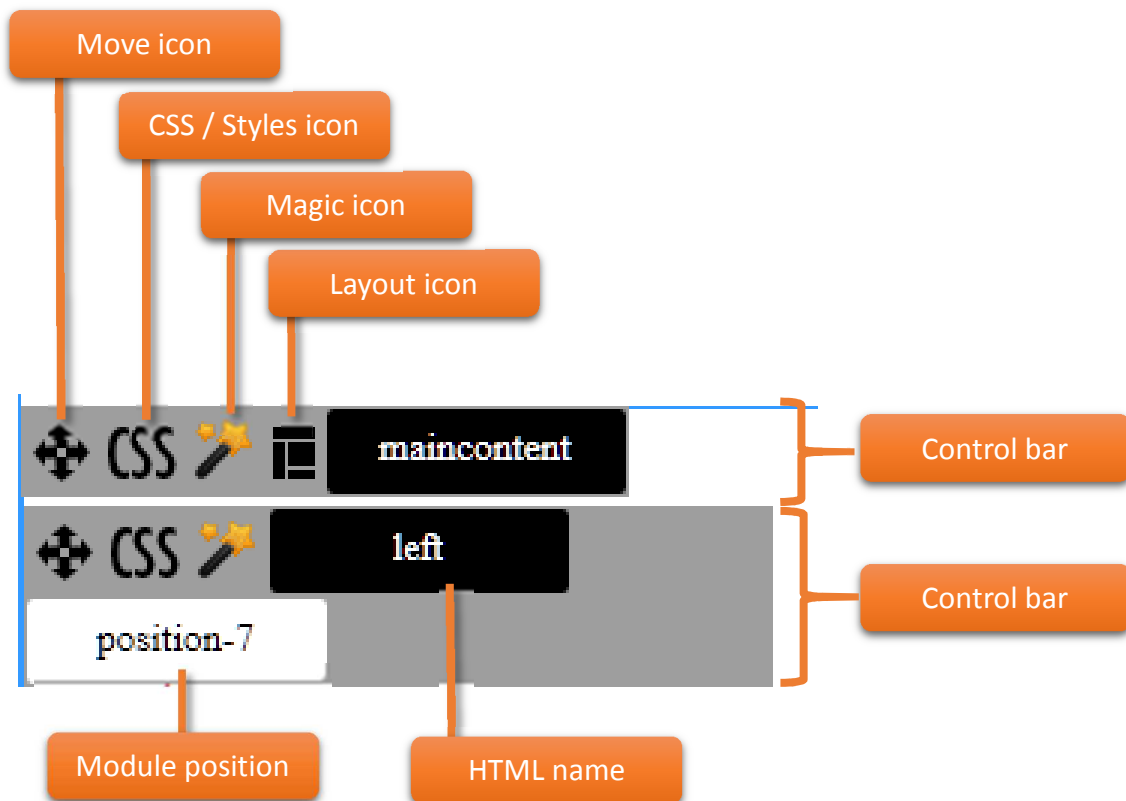 Move icon
CSS / Styles icon
Magic icon
Layout icon
CSS maincontent
Control bar
CSS left
Control bar
position-7
Module position
HTML name